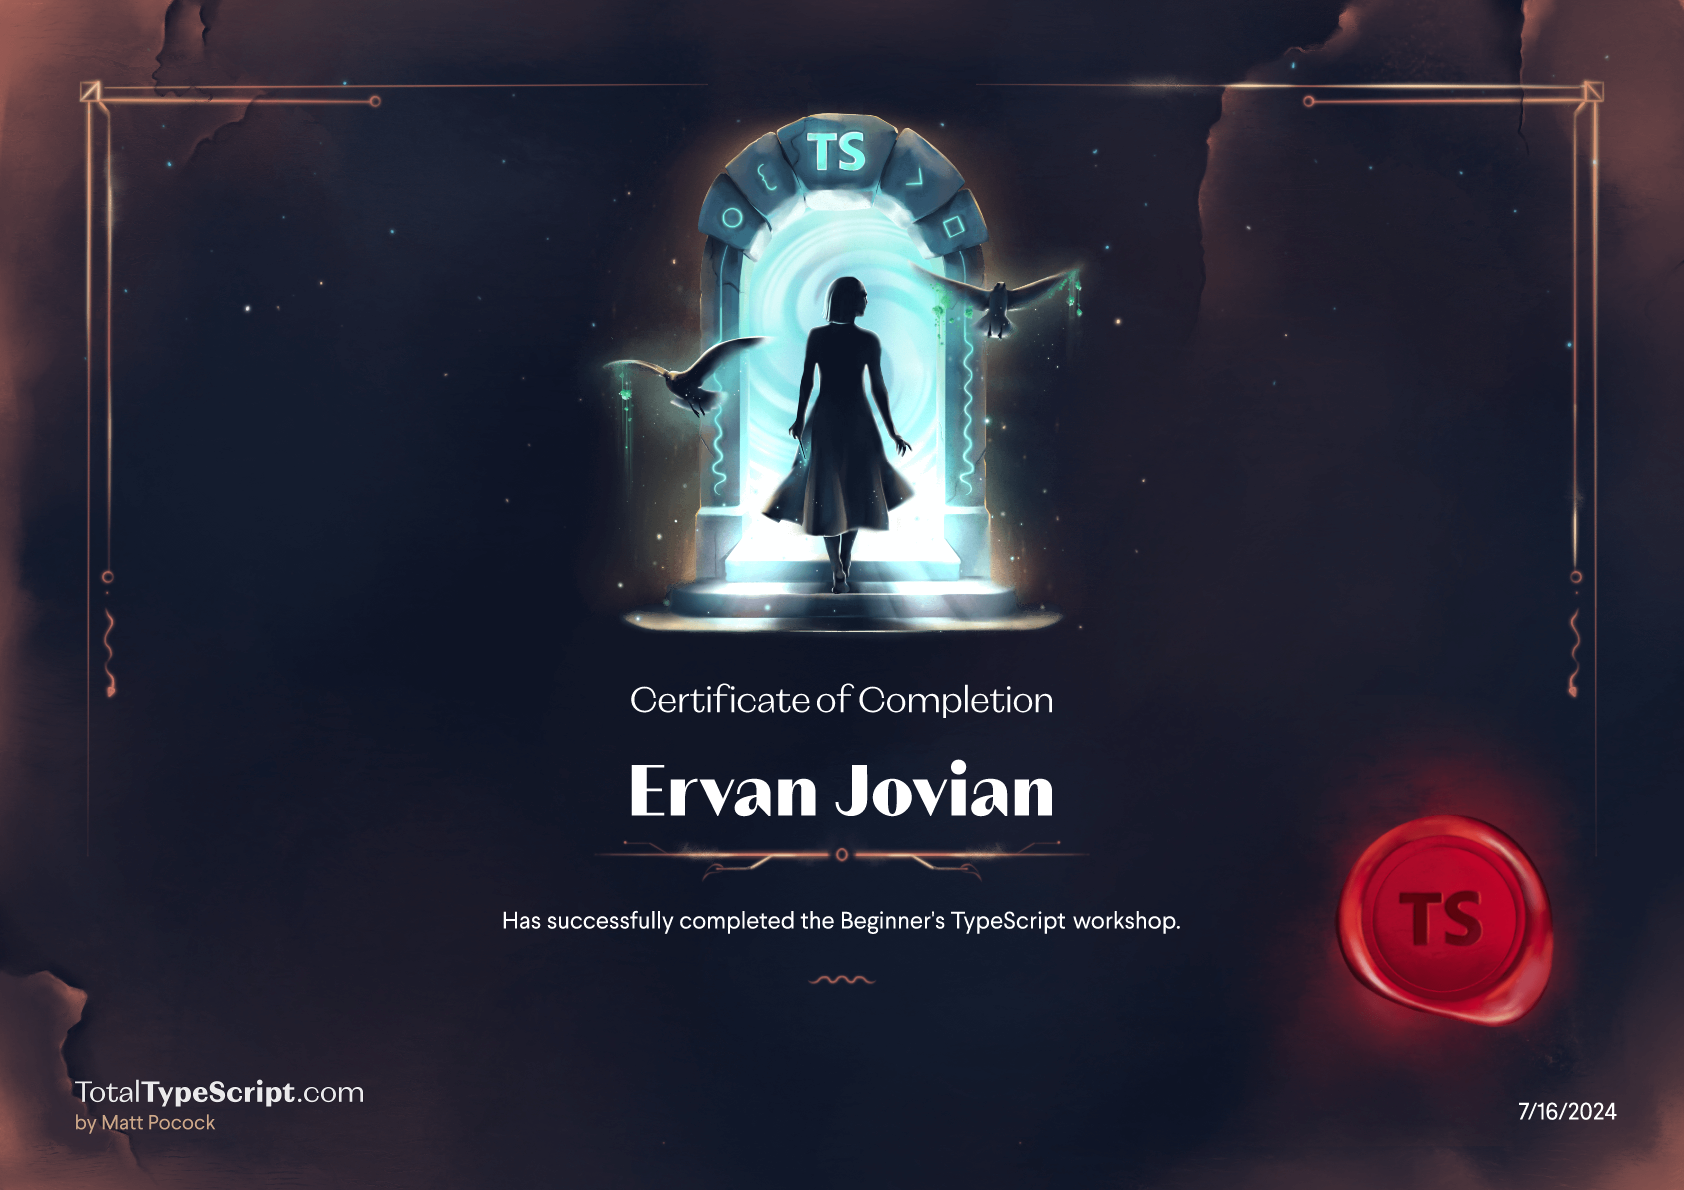 TS
Certificate of Completion
Ervan Jovian
Has successfully completed the Beginner's TypeScript workshop.
TS
TotalTypeScript.com
by Matt Pocock
7/16/2024